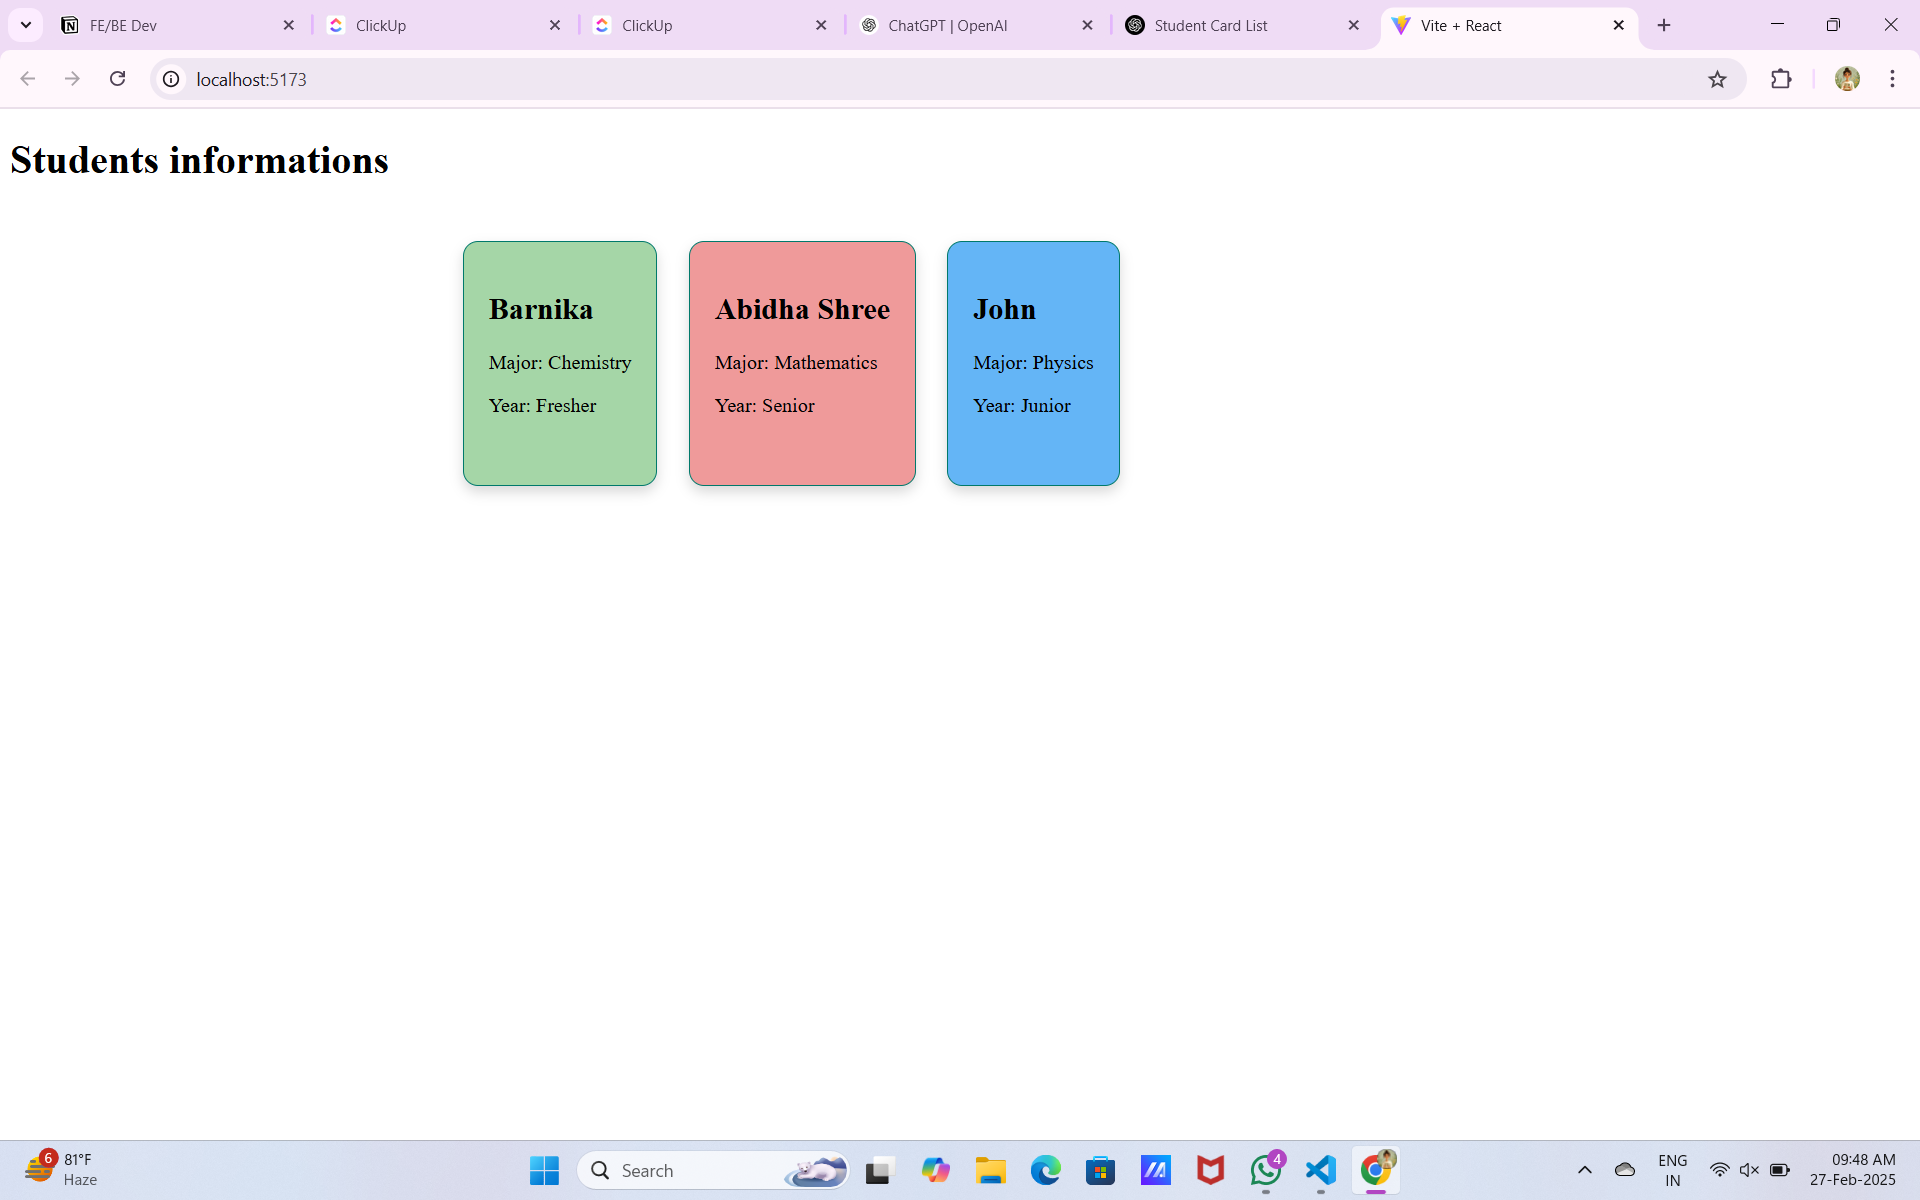 FE/BE Dev
ClickUp
ClickUp
ChatGPT | OpenAI
Student Card List
Vite + React
localhost:5173
Students informations
Barnika
Major: Chemistry
Year: Fresher
Abidha Shree
Major: Mathematics
Year: Senior
John
Major: Physics
Year: Junior
6
81°F
Haze
Search
4
ENG
IN
09:48 AM
27-Feb-2025